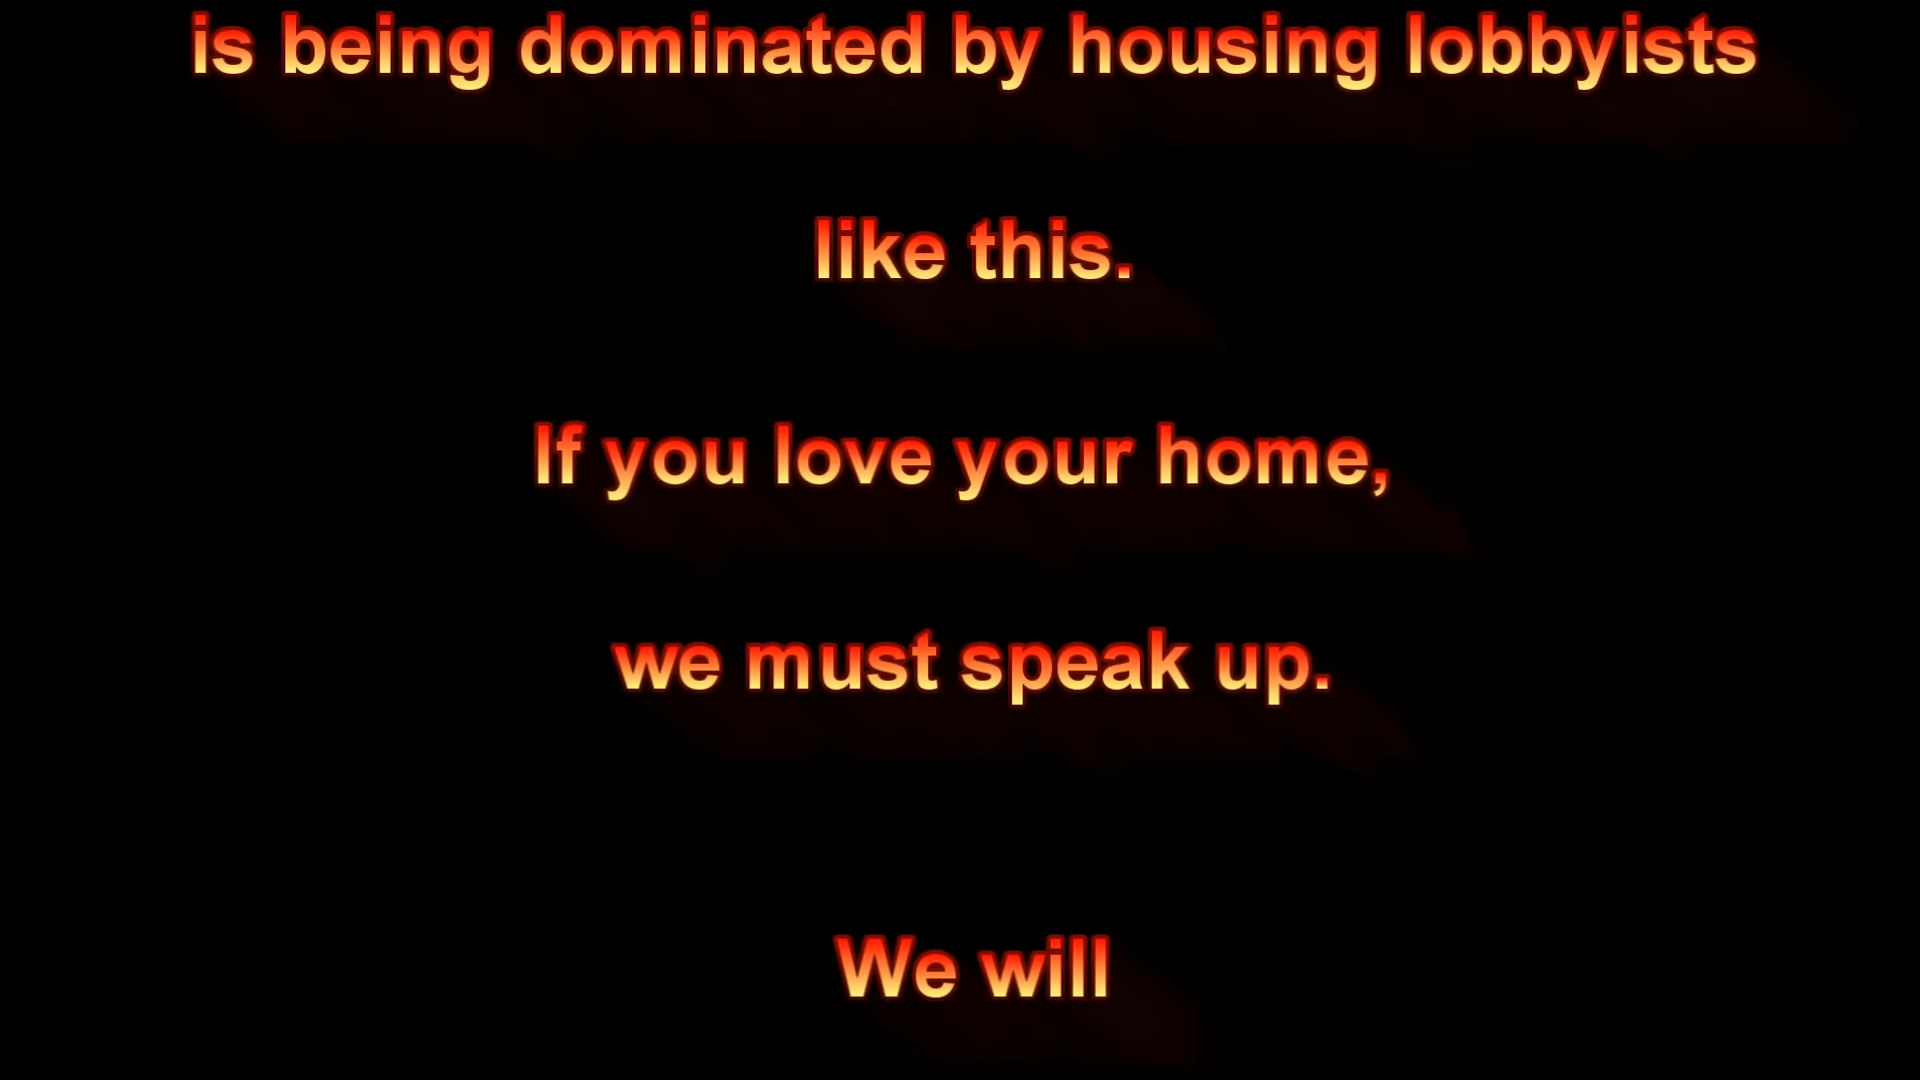 is being dominated by housing lobbyists
like this.
If you love your home,
we must speak up.
We will